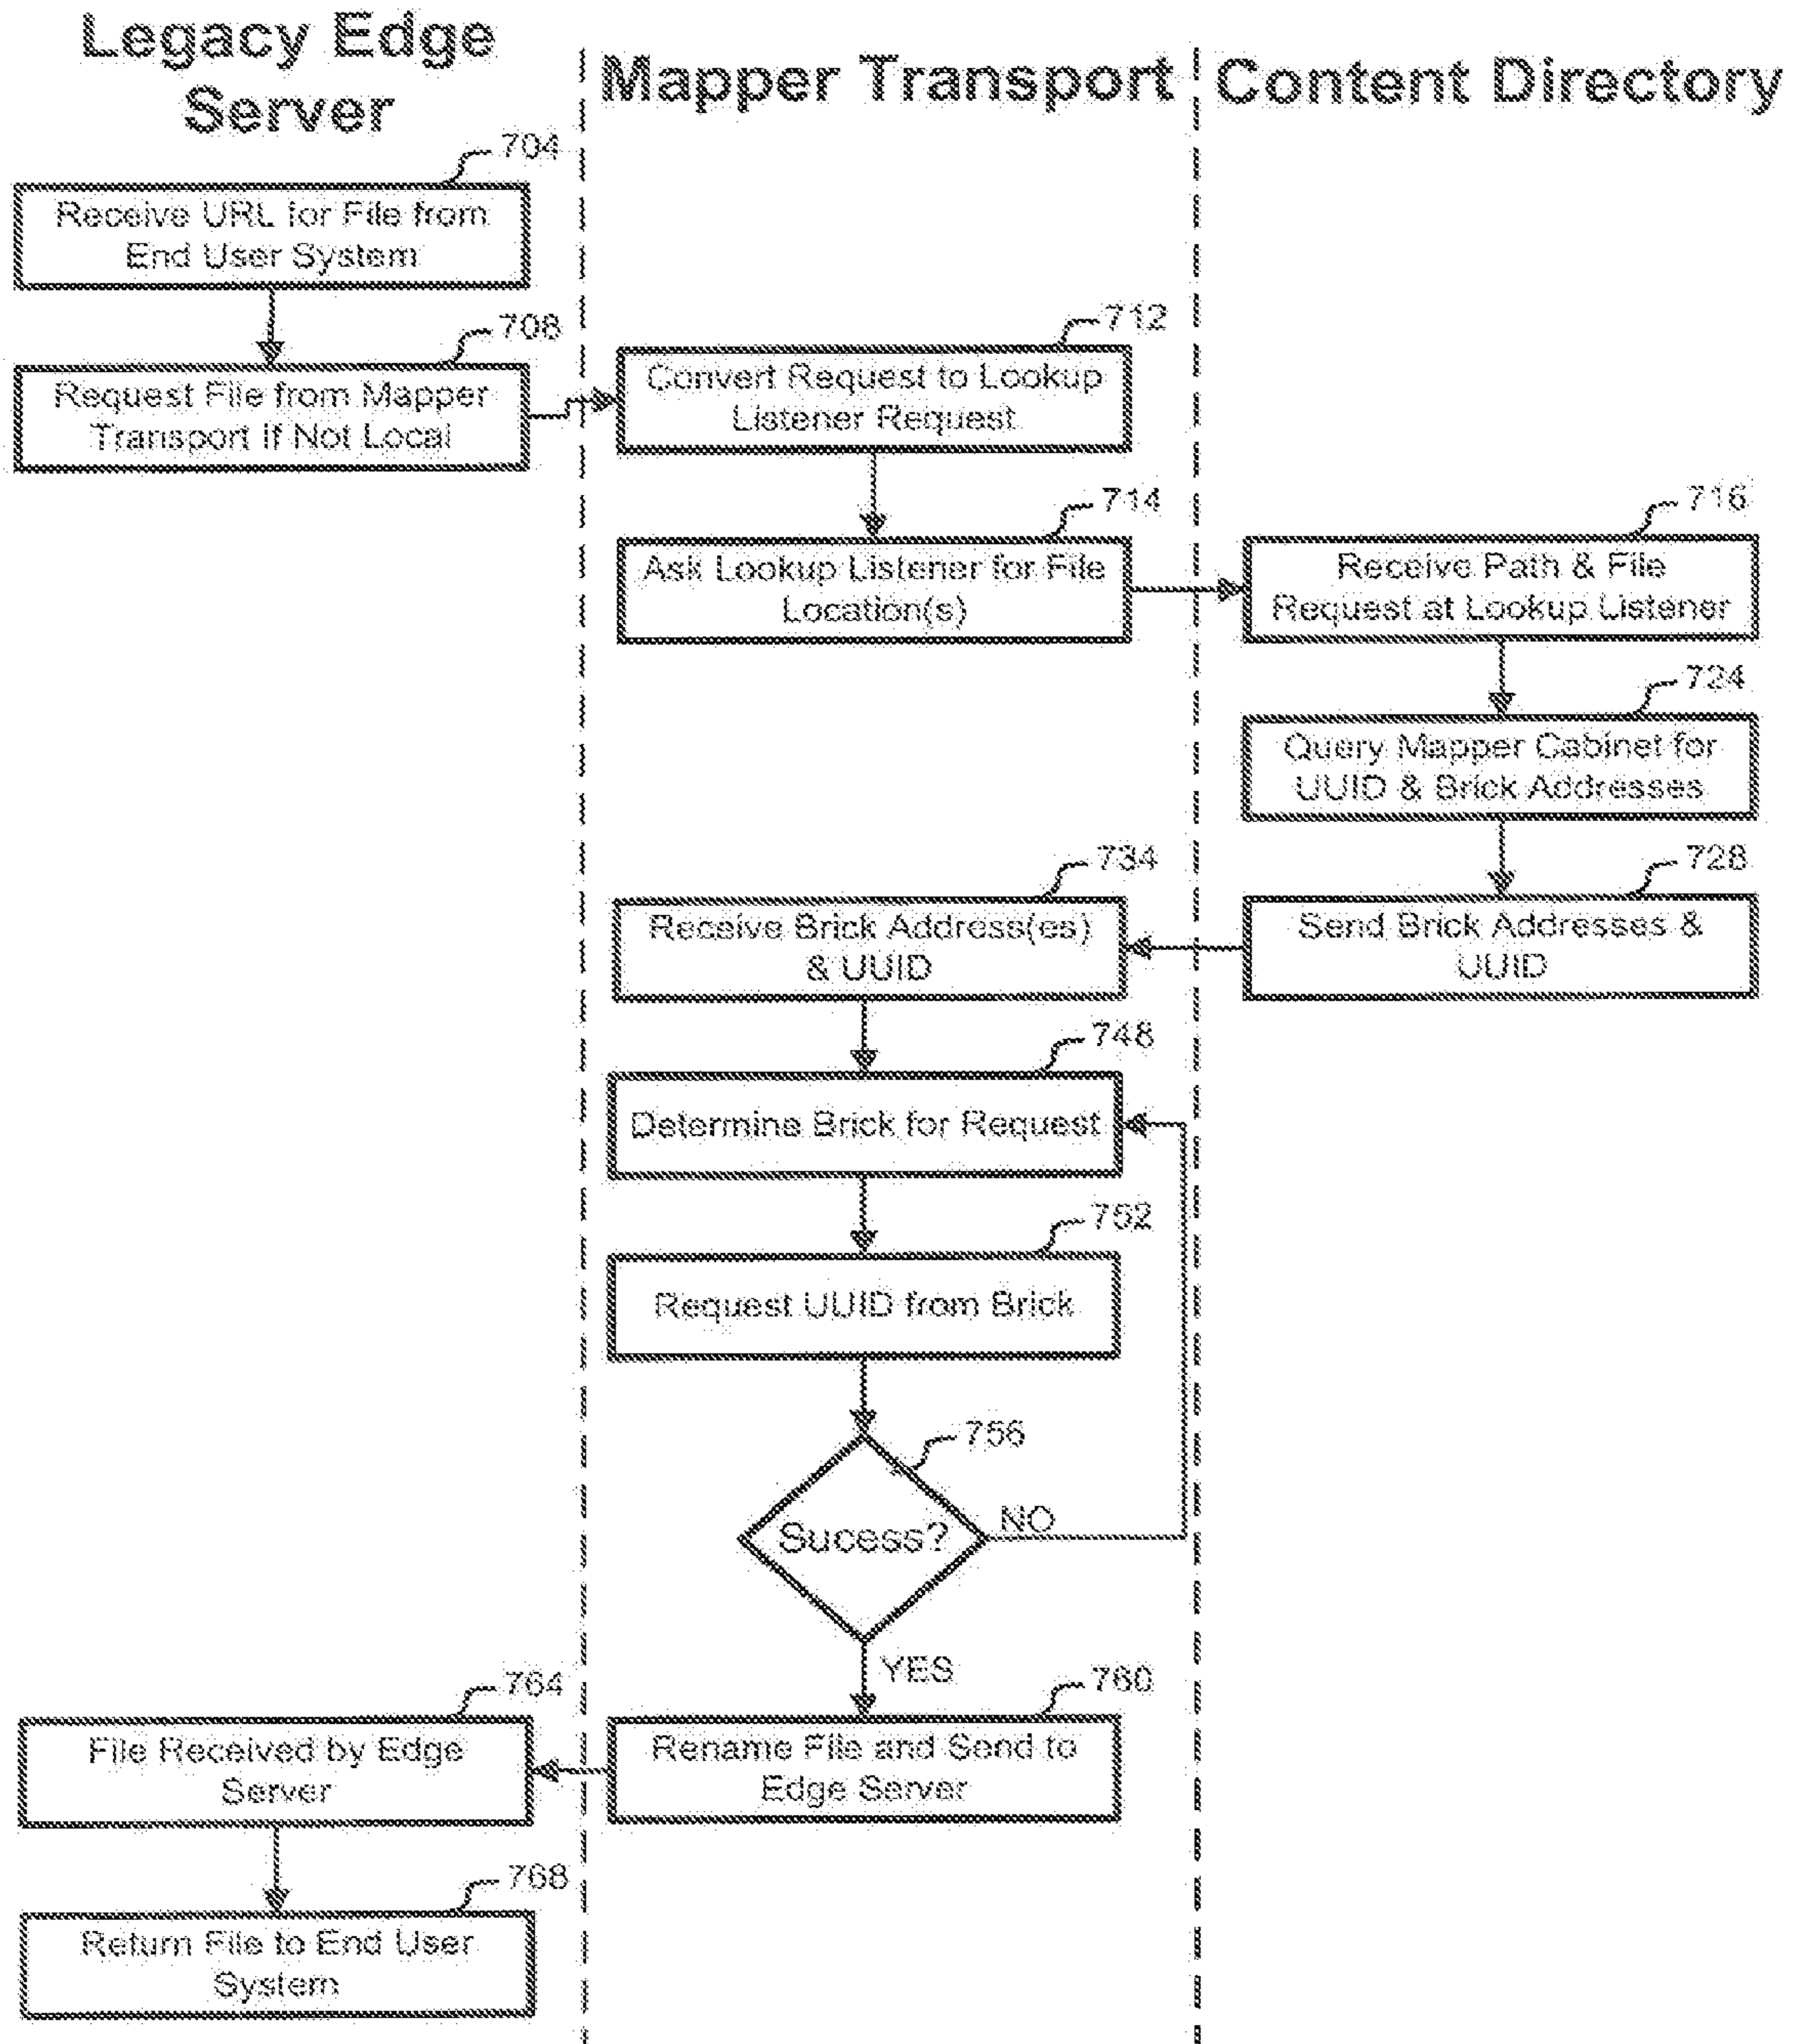 Legacy Edge
Server
Mapper Transport
Content Directory
704
Receive URL for File from
End User System
708
Request File from Mapper
Transport if Not Local
712
Convert Request to Lookup
Listener Request
714
Ask Lookup Listener for File
Location(s)
716
Receive Path & File
Request at Lookup Listener
724
Query Mapper Cabinet for
UUID & Brick Addresses
728
Send Brick Addresses &
UUID
734
Receive Brick Address(es)
& UUID
748
Determine Brick for Request
752
Request UUID from Brick
756
Sucess?
NO
YES
760
Rename File and Send to
Edge Server
764
File Received by Edge
Server
768
Return File to End User
System